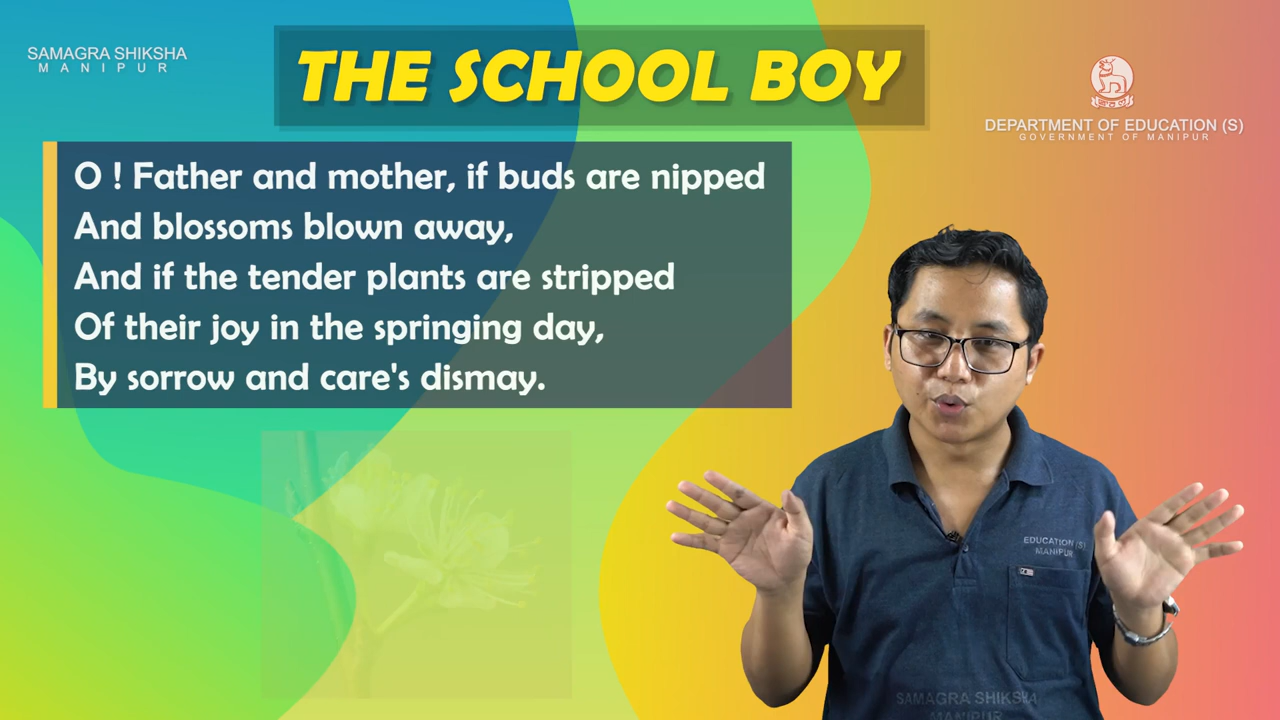 SAMAGRA SHIKSHA
MANIPUR
THE SCHOOL BOY
DEPARTMENT OF EDUCATION (S)
GOVERNMENT OF MANIPUR
O ! Father and mother, if buds are nipped
And blossoms blown away,
And if the tender plants are stripped
Of their joy in the springing day,
By sorrow and care's dismay.
EDUCATION (S)
MANIPUR
SAMAGRA SHIKSHA
MANIPUR